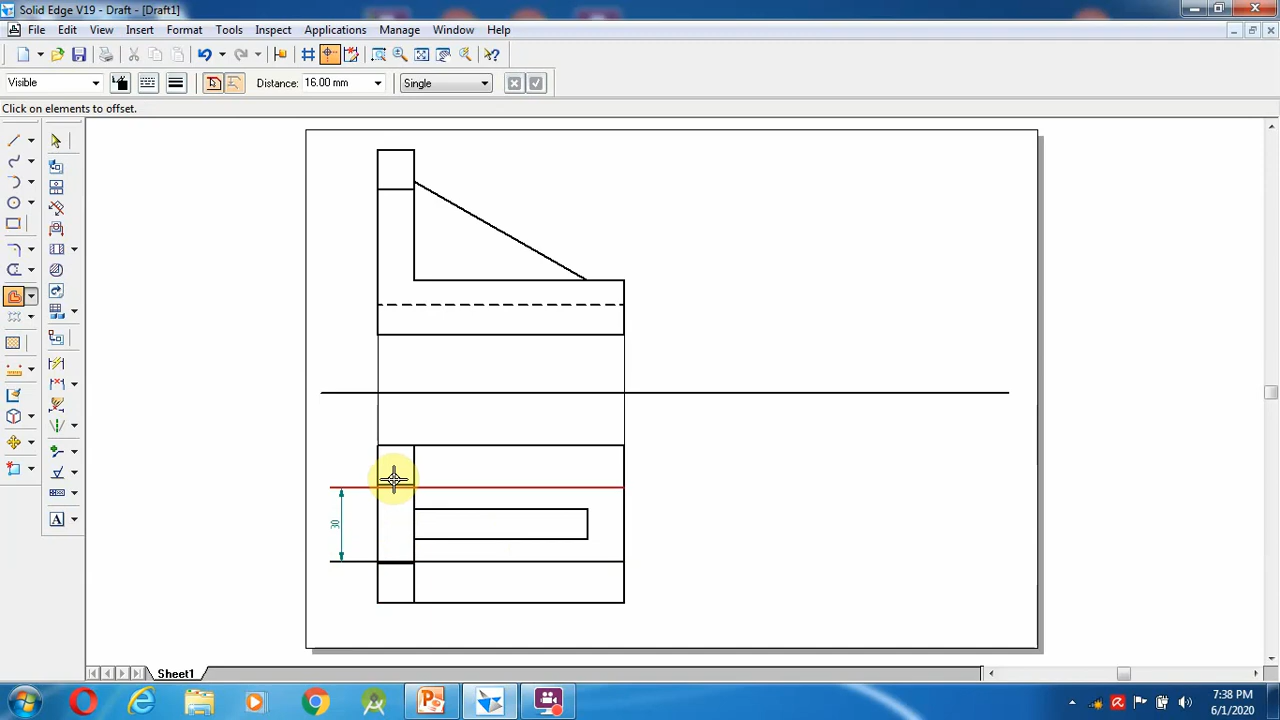 Solid Edge V19 - Draft - [Draft1]
File Edit View Insert Format Tools Inspect Applications Manage Window Help
Visible Distance: 16.00 mm Single
Click on elements to offset.
30
Sheet1
7:38 PM
6/1/2020